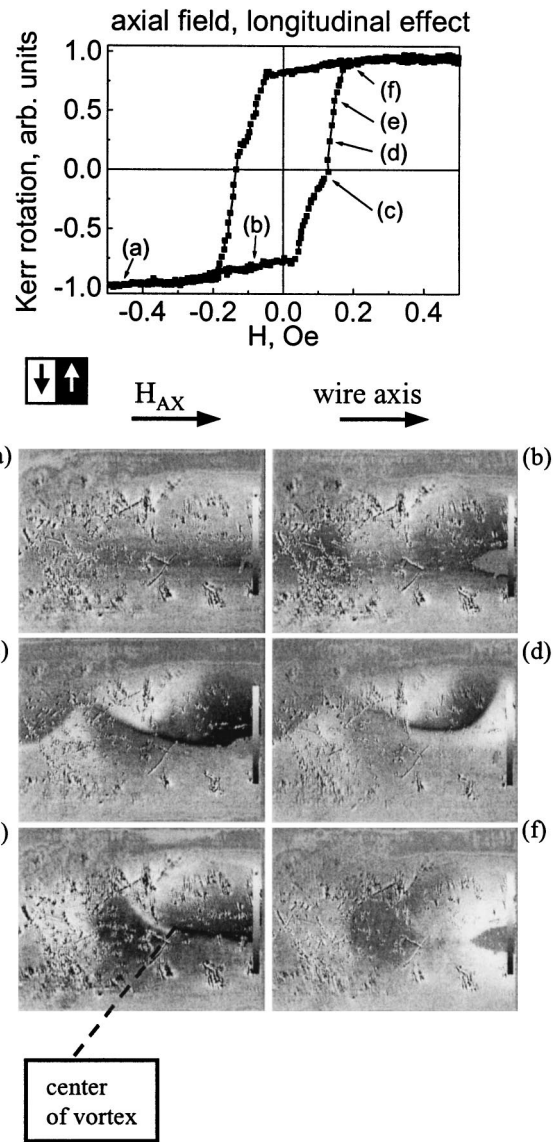 axial field, longitudinal effect
Kerr rotation, arb. units
1.0
0.5
0.0
-0.5
-1.0
(a)
(b)
(f)
(e)
(d)
(c)
-0.4
-0.2
0.0
0.2
0.4
H, Oe
H_AX
wire axis
a)
(b)
)
(d)
)
(f)
center
of vortex